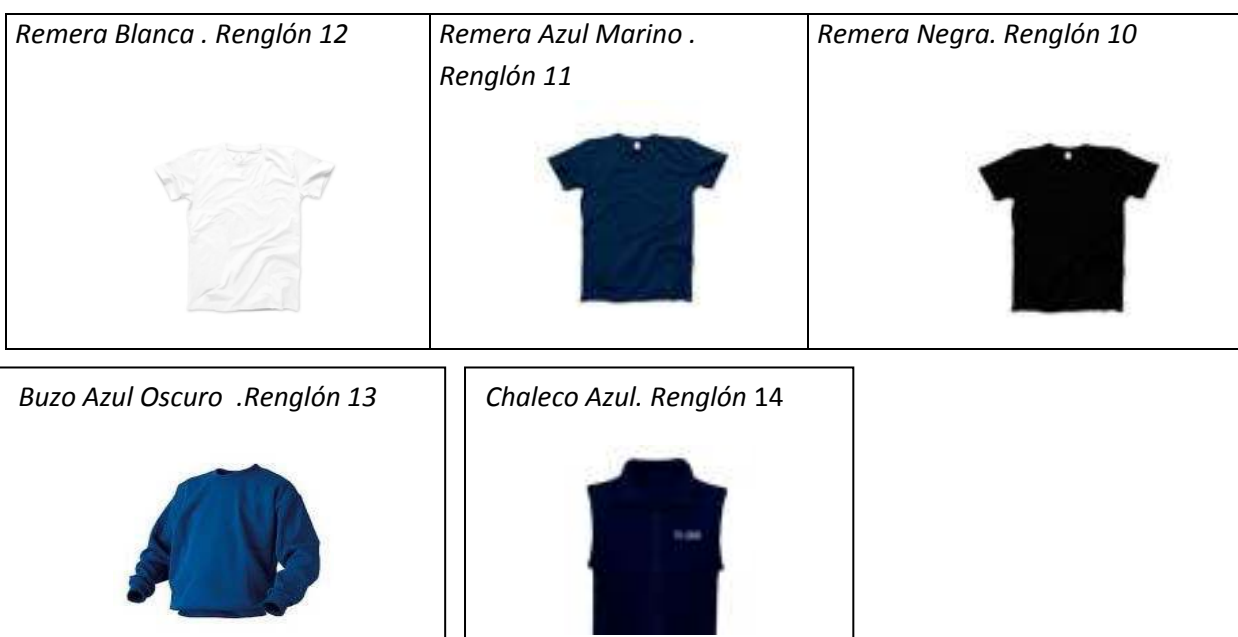 Remera Blanca . Renglón 12
Remera Azul Marino .
Renglón 11
Remera Negra. Renglón 10
Buzo Azul Oscuro .Renglón 13
Chaleco Azul. Renglón 14